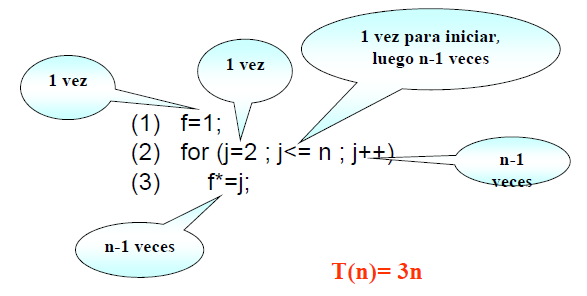 1 vez para iniciar,
luego n-1 veces
1 vez
1 vez
(1) f=1;
(2) for (j=2 ; j<= n ; j++)
(3) f*=j;
n-1
veces
n-1 veces
T(n)= 3n